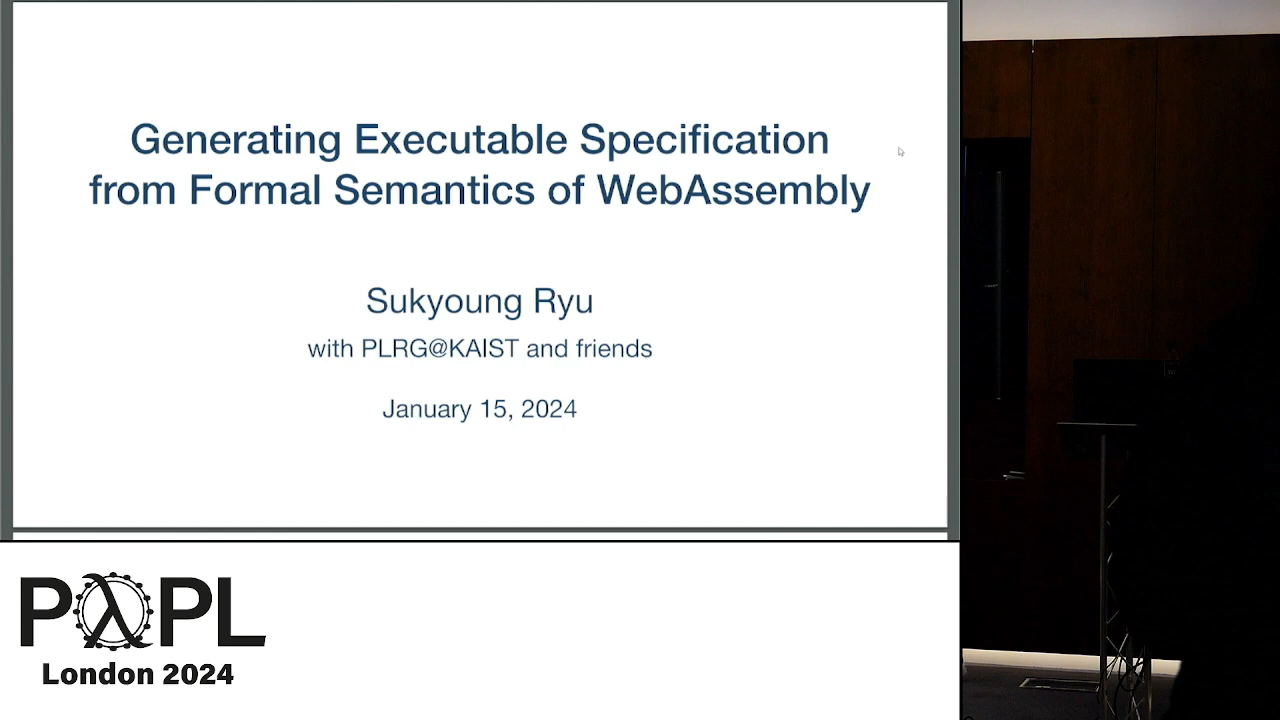 Generating Executable Specification
from Formal Semantics of WebAssembly
Sukyoung Ryu
with PLRG@KAIST and friends
January 15, 2024
PλPL
London 2024